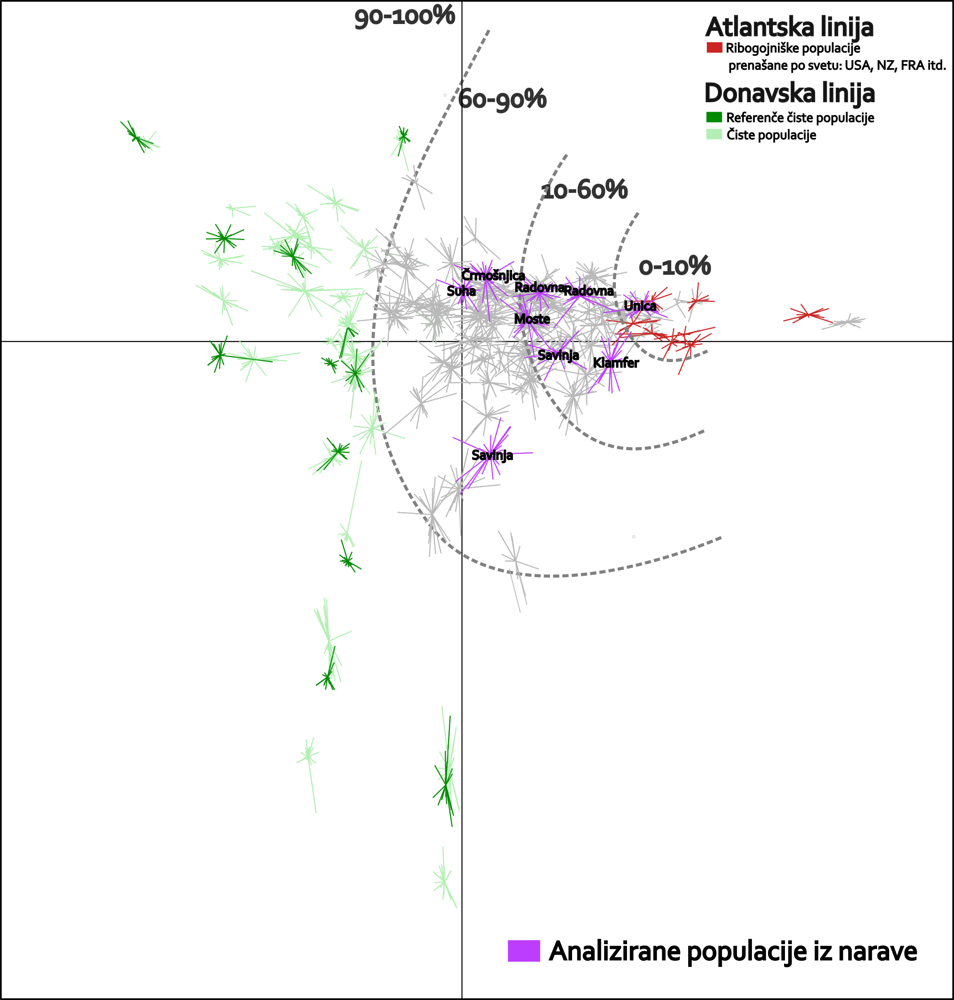 90-100%
Atlantska linija
Ribogojniške populacije
prenašane po svetu: USA, NZ, FRA itd.
Donavska linija
60-90%
Referenče čiste populacije
Čiste populacije
10-60%
0-10%
Črmošnjica
Radovna
Suha
Radovna
Unica
Moste
Savinja
Klamfer
Savinja
Analizirane populacije iz narave